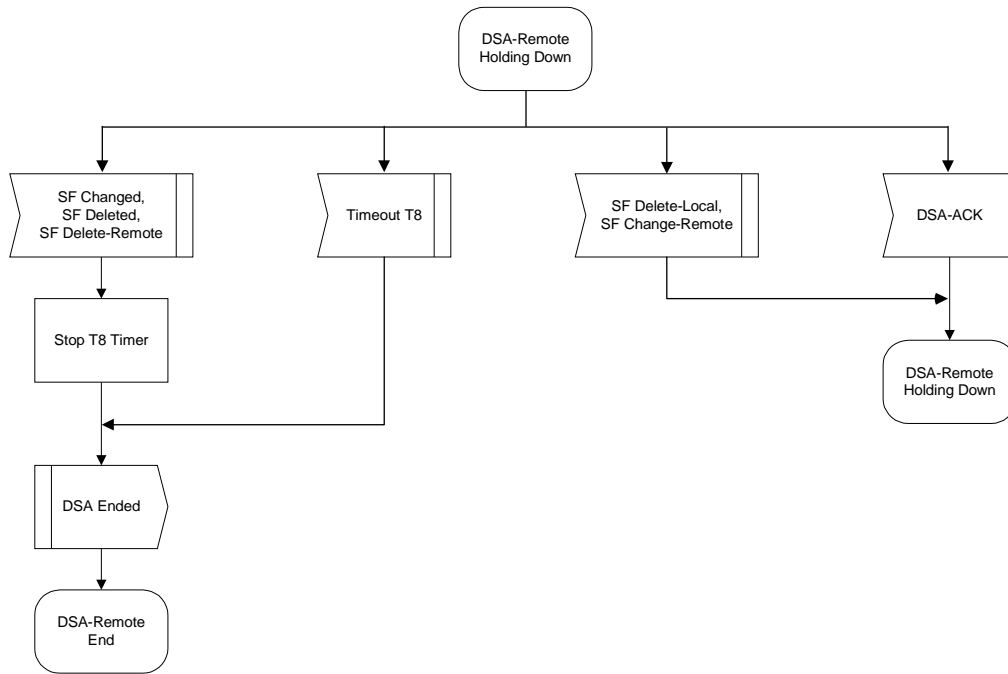 DSA-Remote
Holding Down
SF Changed,
SF Deleted,
SF Delete-Remote
Timeout T8
SF Delete-Local,
SF Change-Remote
DSA-ACK
Stop T8 Timer
DSA-Remote
Holding Down
DSA Ended
DSA-Remote
End